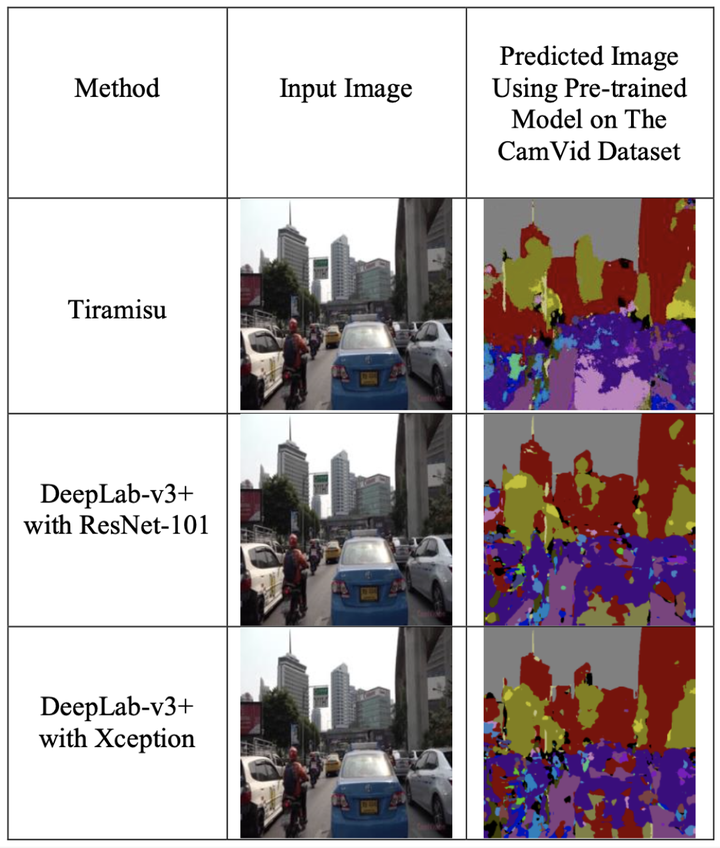 Method
Input Image
Predicted Image
Using Pre-trained
Model on The
CamVid Dataset
Tiramisu
DeepLab-v3+
with ResNet-101
DeepLab-v3+
with Xception